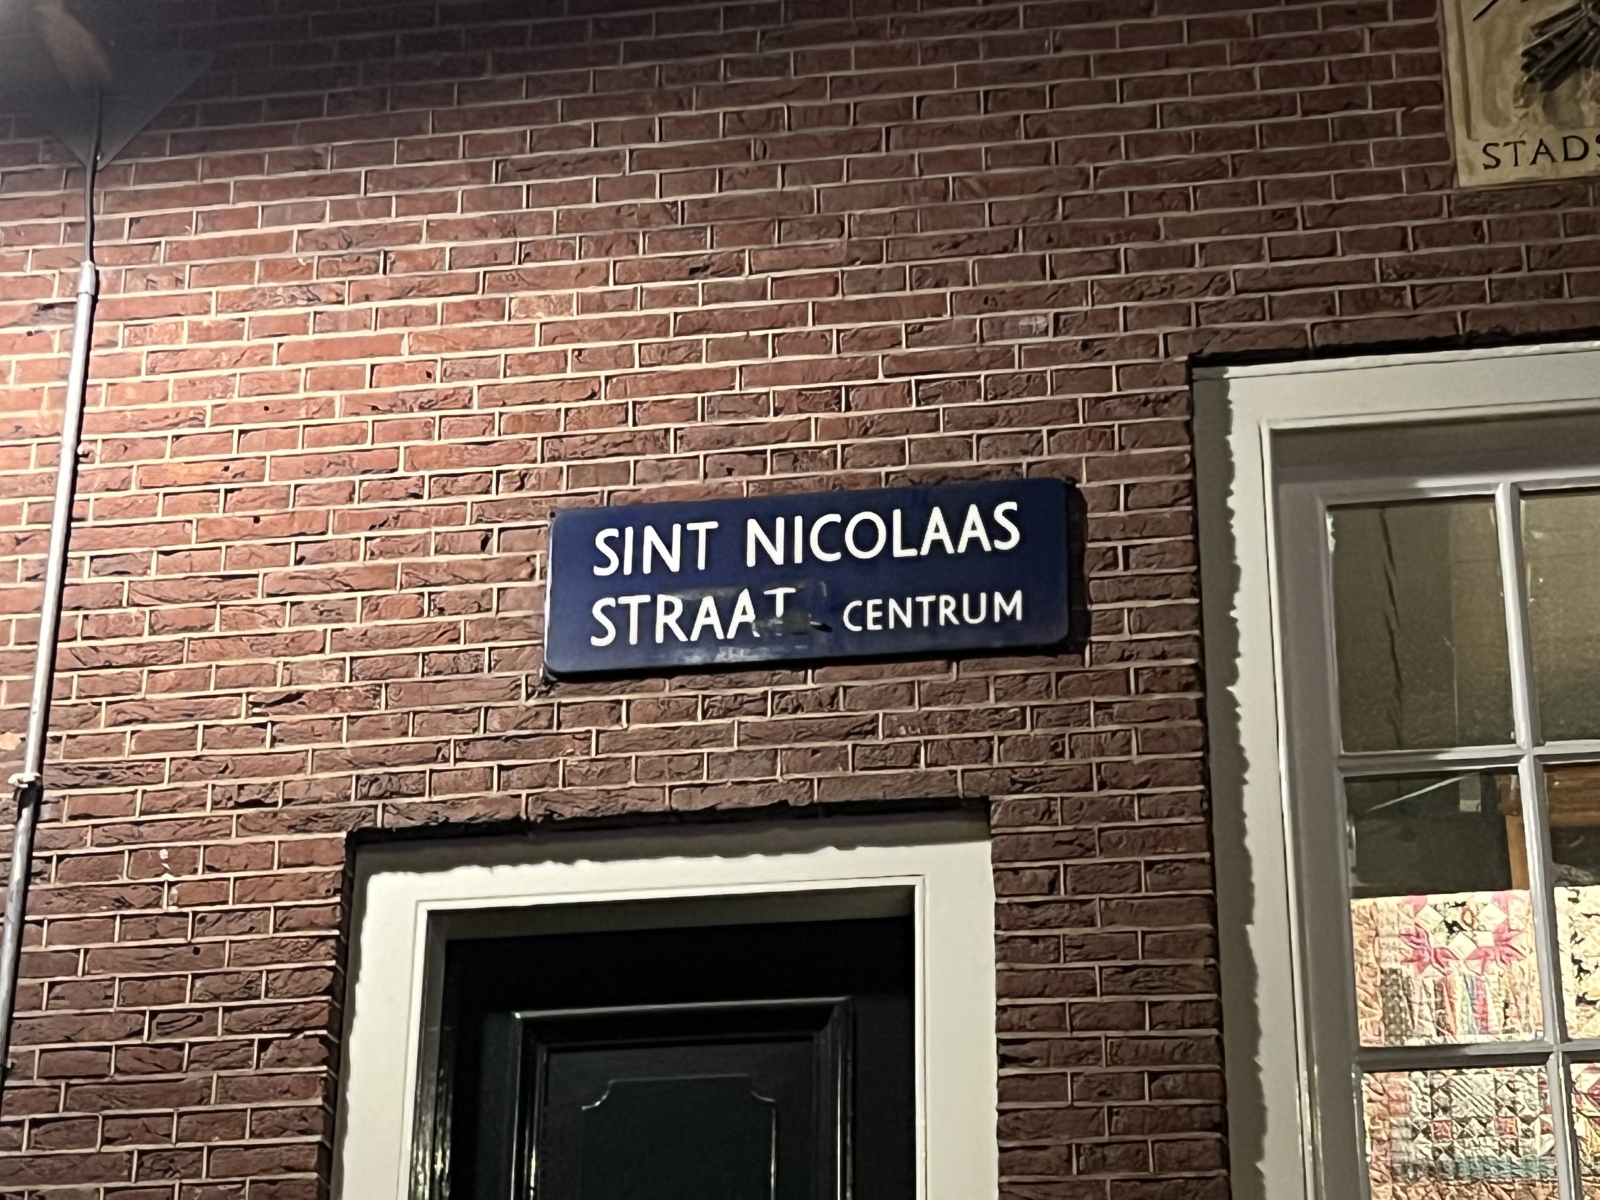 STADS
SINT NICOLAAS
STRAAT CENTRUM